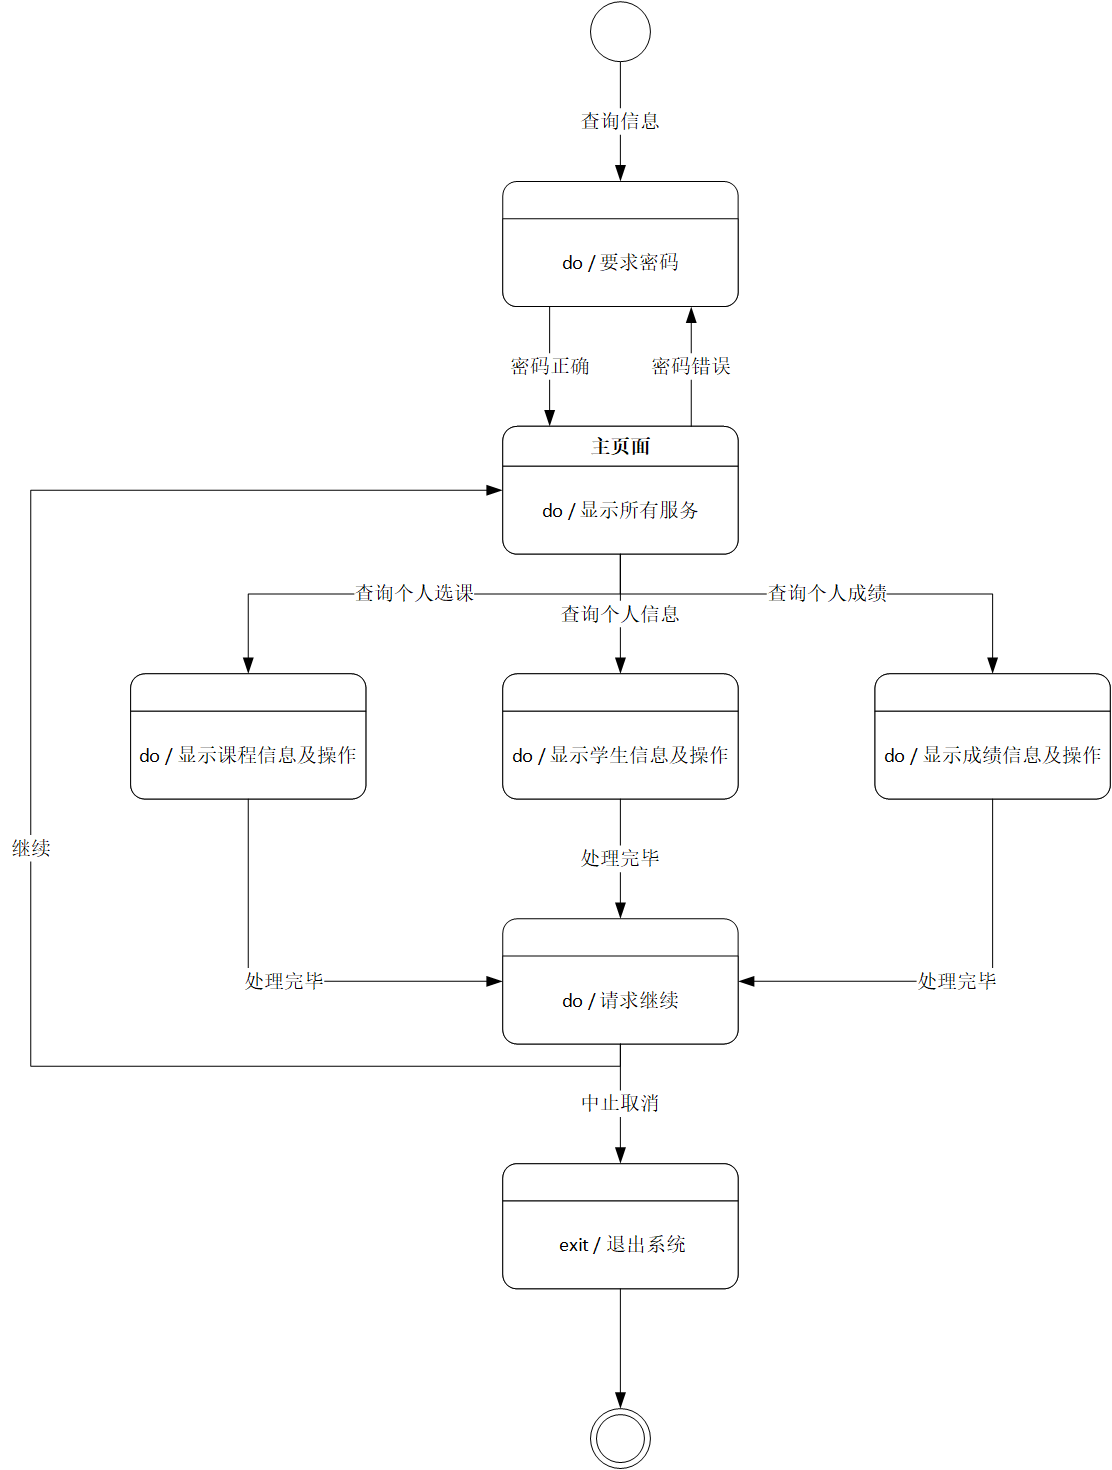 查询信息
do / 要求密码
密码正确
密码错误
主页面
do / 显示所有服务
查询个人选课
查询个人信息
查询个人成绩
do / 显示课程信息及操作
do / 显示学生信息及操作
do / 显示成绩信息及操作
继续
处理完毕
处理完毕
处理完毕
do / 请求继续
中止取消
exit / 退出系统